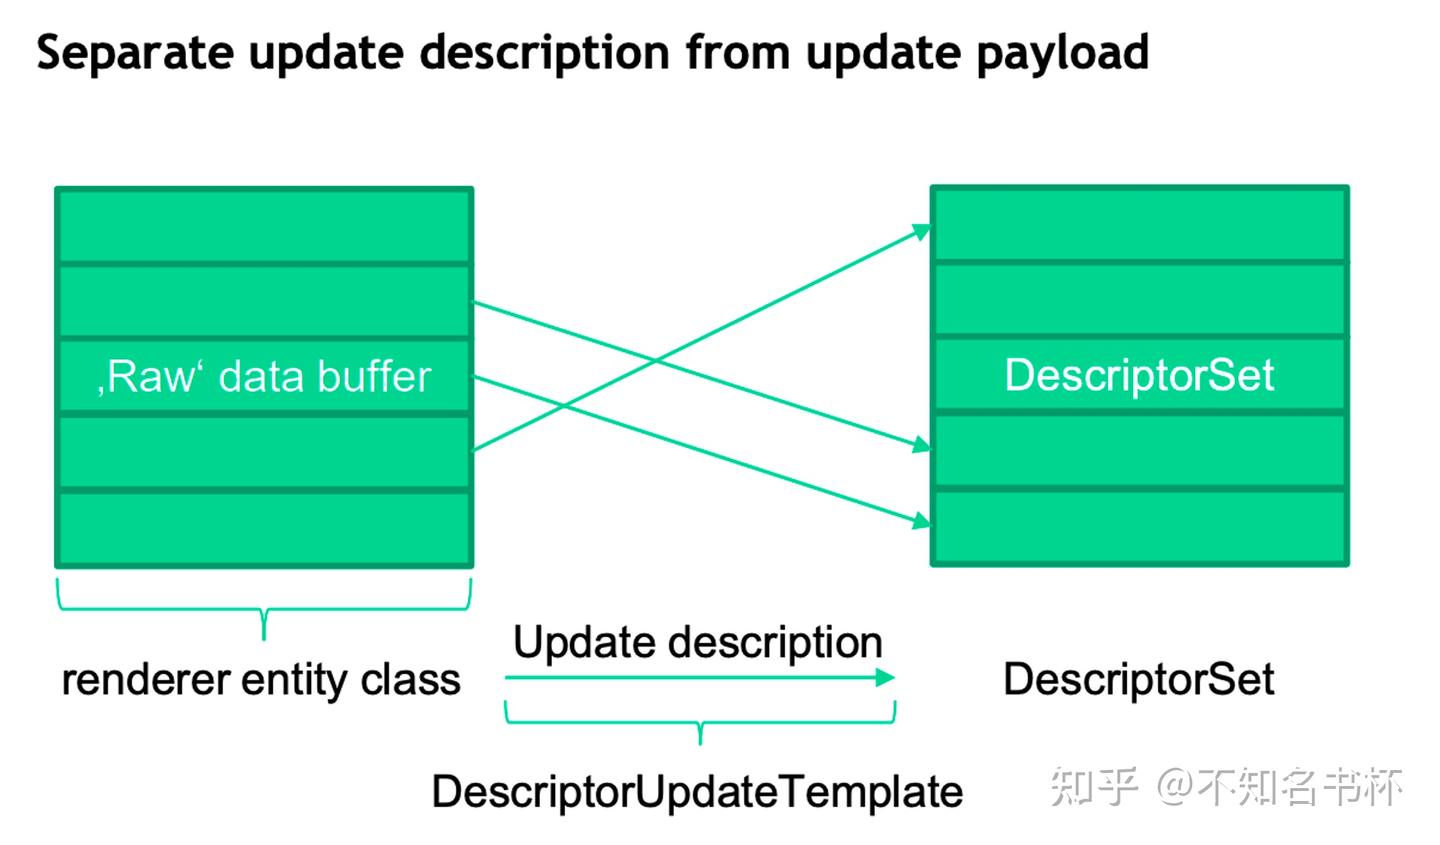 Separate update description from update payload
‚Raw‘ data buffer
DescriptorSet
Update description
renderer entity class
DescriptorSet
DescriptorUpdateTemplate
知乎 @不知名书杯